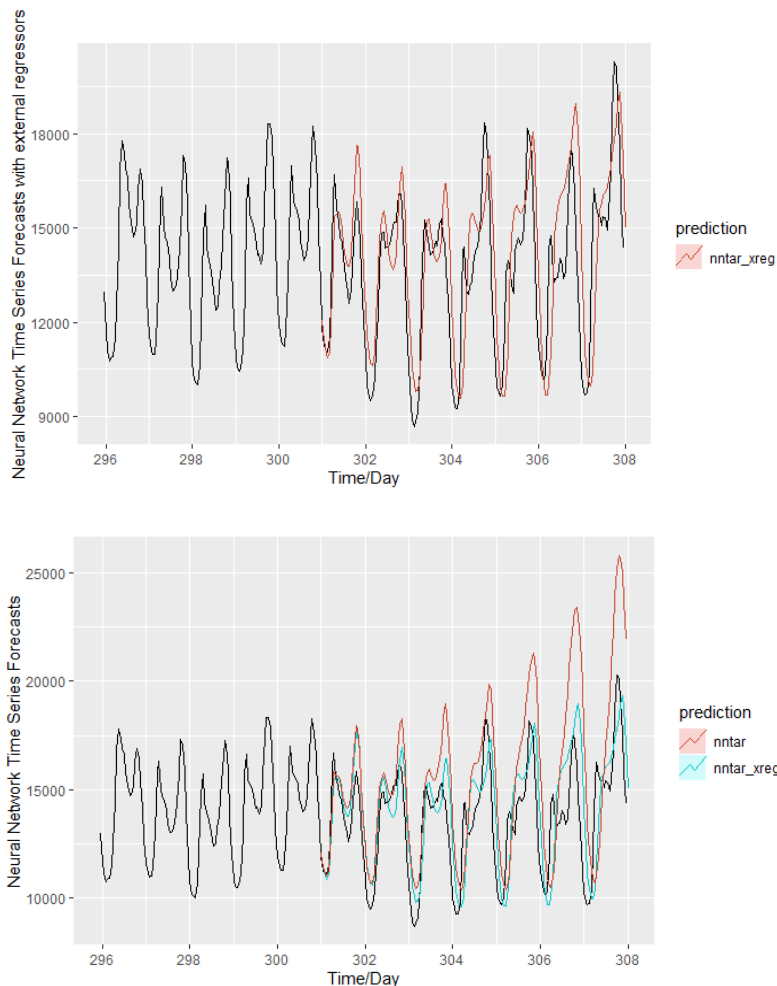 Neural Network Time Series Forecasts with external regressors
18000
15000
12000
9000
296
298
300
302
304
306
308
Time/Day
prediction
nntar_xreg
Neural Network Time Series Forecasts
25000
20000
15000
10000
296
298
300
302
304
306
308
Time/Day
prediction
nntar
nntar_xreg